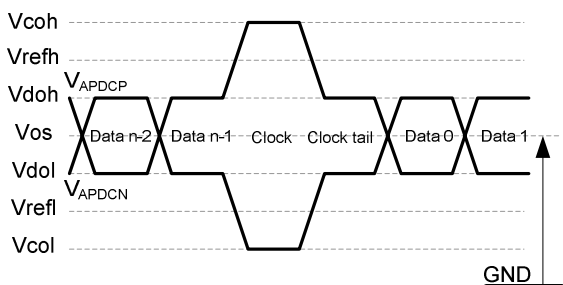 Vcoh
Vrefh
VAPDCP
Vdoh
Vos Data n-2 Data n-1 Clock Clock tail Data 0 Data 1
Vdol
VAPDCN
Vrefl
Vcol
GND